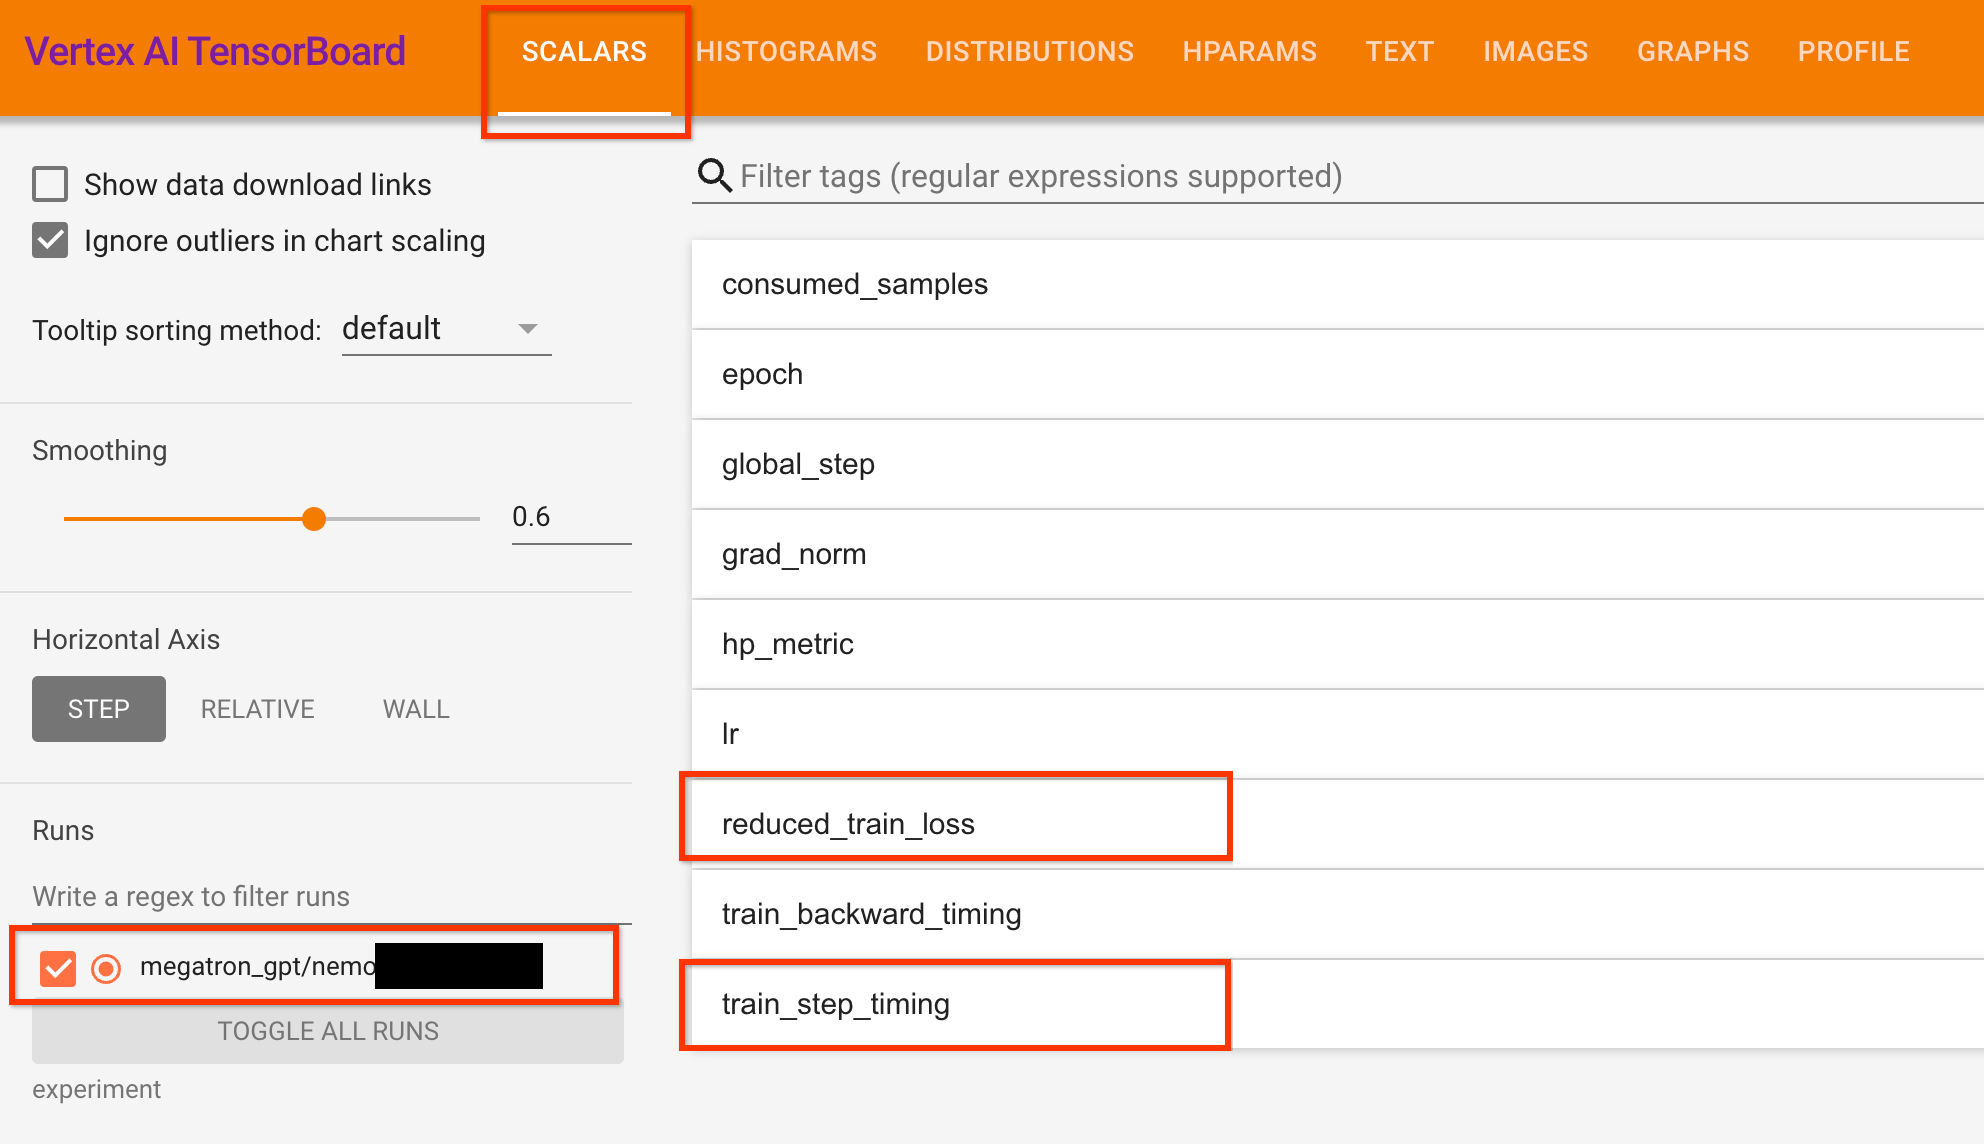 Vertex AI TensorBoard
SCALARS
HISTOGRAMS
DISTRIBUTIONS
HPARAMS
TEXT
IMAGES
GRAPHS
PROFILE
Show data download links
Ignore outliers in chart scaling
Tooltip sorting method: default
Smoothing
0.6
Horizontal Axis
STEP
RELATIVE
WALL
Runs
Write a regex to filter runs
megatron_gpt/nemo
TOGGLE ALL RUNS
experiment
Filter tags (regular expressions supported)
consumed_samples
epoch
global_step
grad_norm
hp_metric
lr
reduced_train_loss
train_backward_timing
train_step_timing